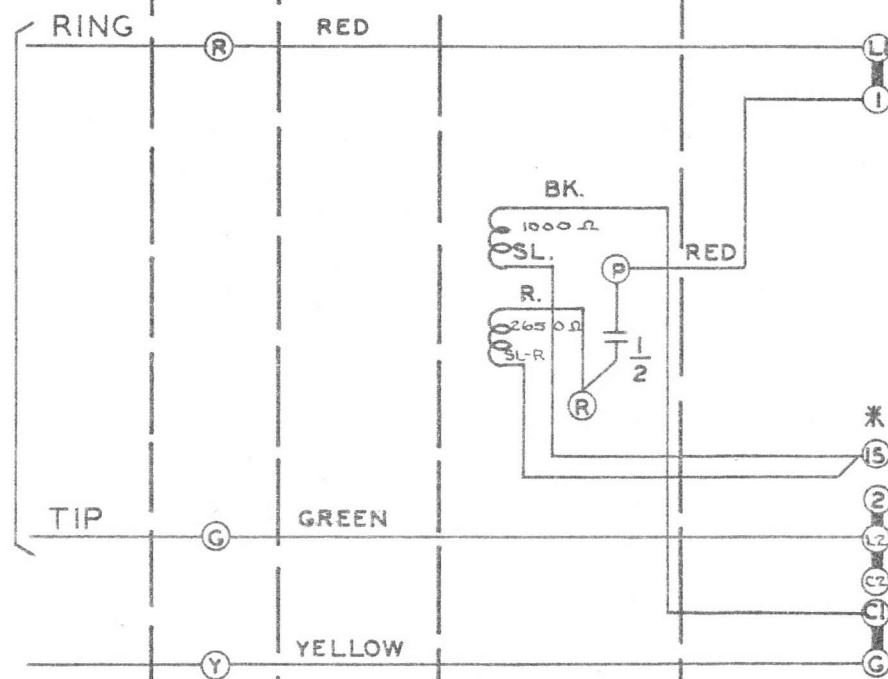 RING
R
RED
L1
1
BK.
1000 Ω
SL.
P
RED
R.
2650 Ω
SL-R
1/2
R
*
15
2
TIP
G
GREEN
L2
C2
C1
Y
YELLOW
G